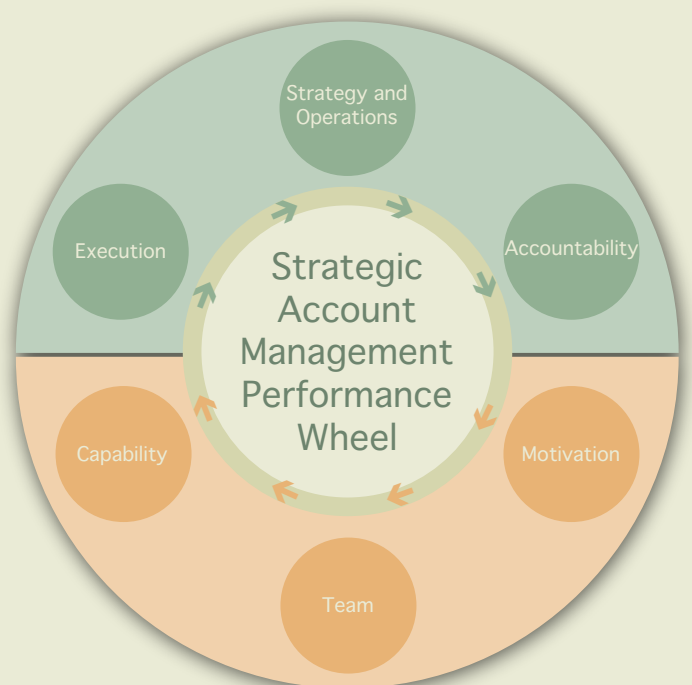 Strategy and
Operations
Execution
Accountability
Strategic
Account
Management
Performance
Wheel
Capability
Motivation
Team